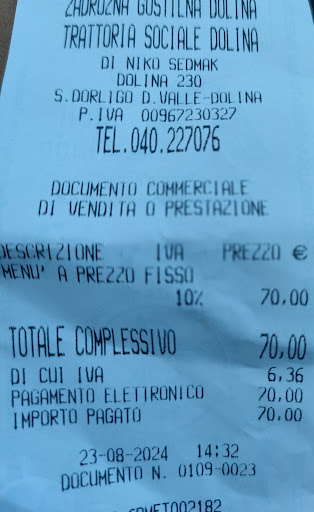 ZADRUZNA GOSTILNA DOLINA
TRATTORIA SOCIALE DOLINA
DI NIKO SEDMAK
DOLINA 230
S.DORLIGO D.VALLE-DOLINA
P.IVA 00967230327
TEL.040.227076
DOCUMENTO COMMERCIALE
DI VENDITA O PRESTAZIONE
DESCRIZIONE IVA PREZZO €
MENU' A PREZZO FISSO
10% 70,00
TOTALE COMPLESSIVO 70,00
DI CUI IVA 6,36
PAGAMENTO ELETTRONICO 70,00
IMPORTO PAGATO 70,00
23-08-2024 14:32
DOCUMENTO N. 0109-0023